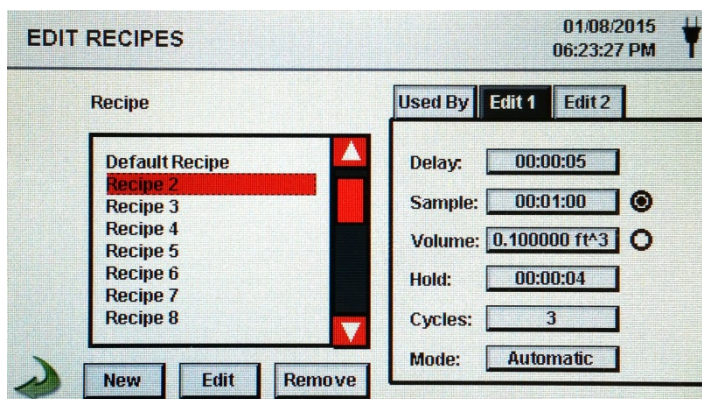 EDIT RECIPES
01/08/2015
06:23:27 PM
Recipe
Default Recipe
Recipe 2
Recipe 3
Recipe 4
Recipe 5
Recipe 6
Recipe 7
Recipe 8
New Edit Remove
Used By Edit 1 Edit 2
Delay: 00:00:05
Sample: 00:01:00
Volume: 0.100000 ft^3
Hold: 00:00:04
Cycles: 3
Mode: Automatic